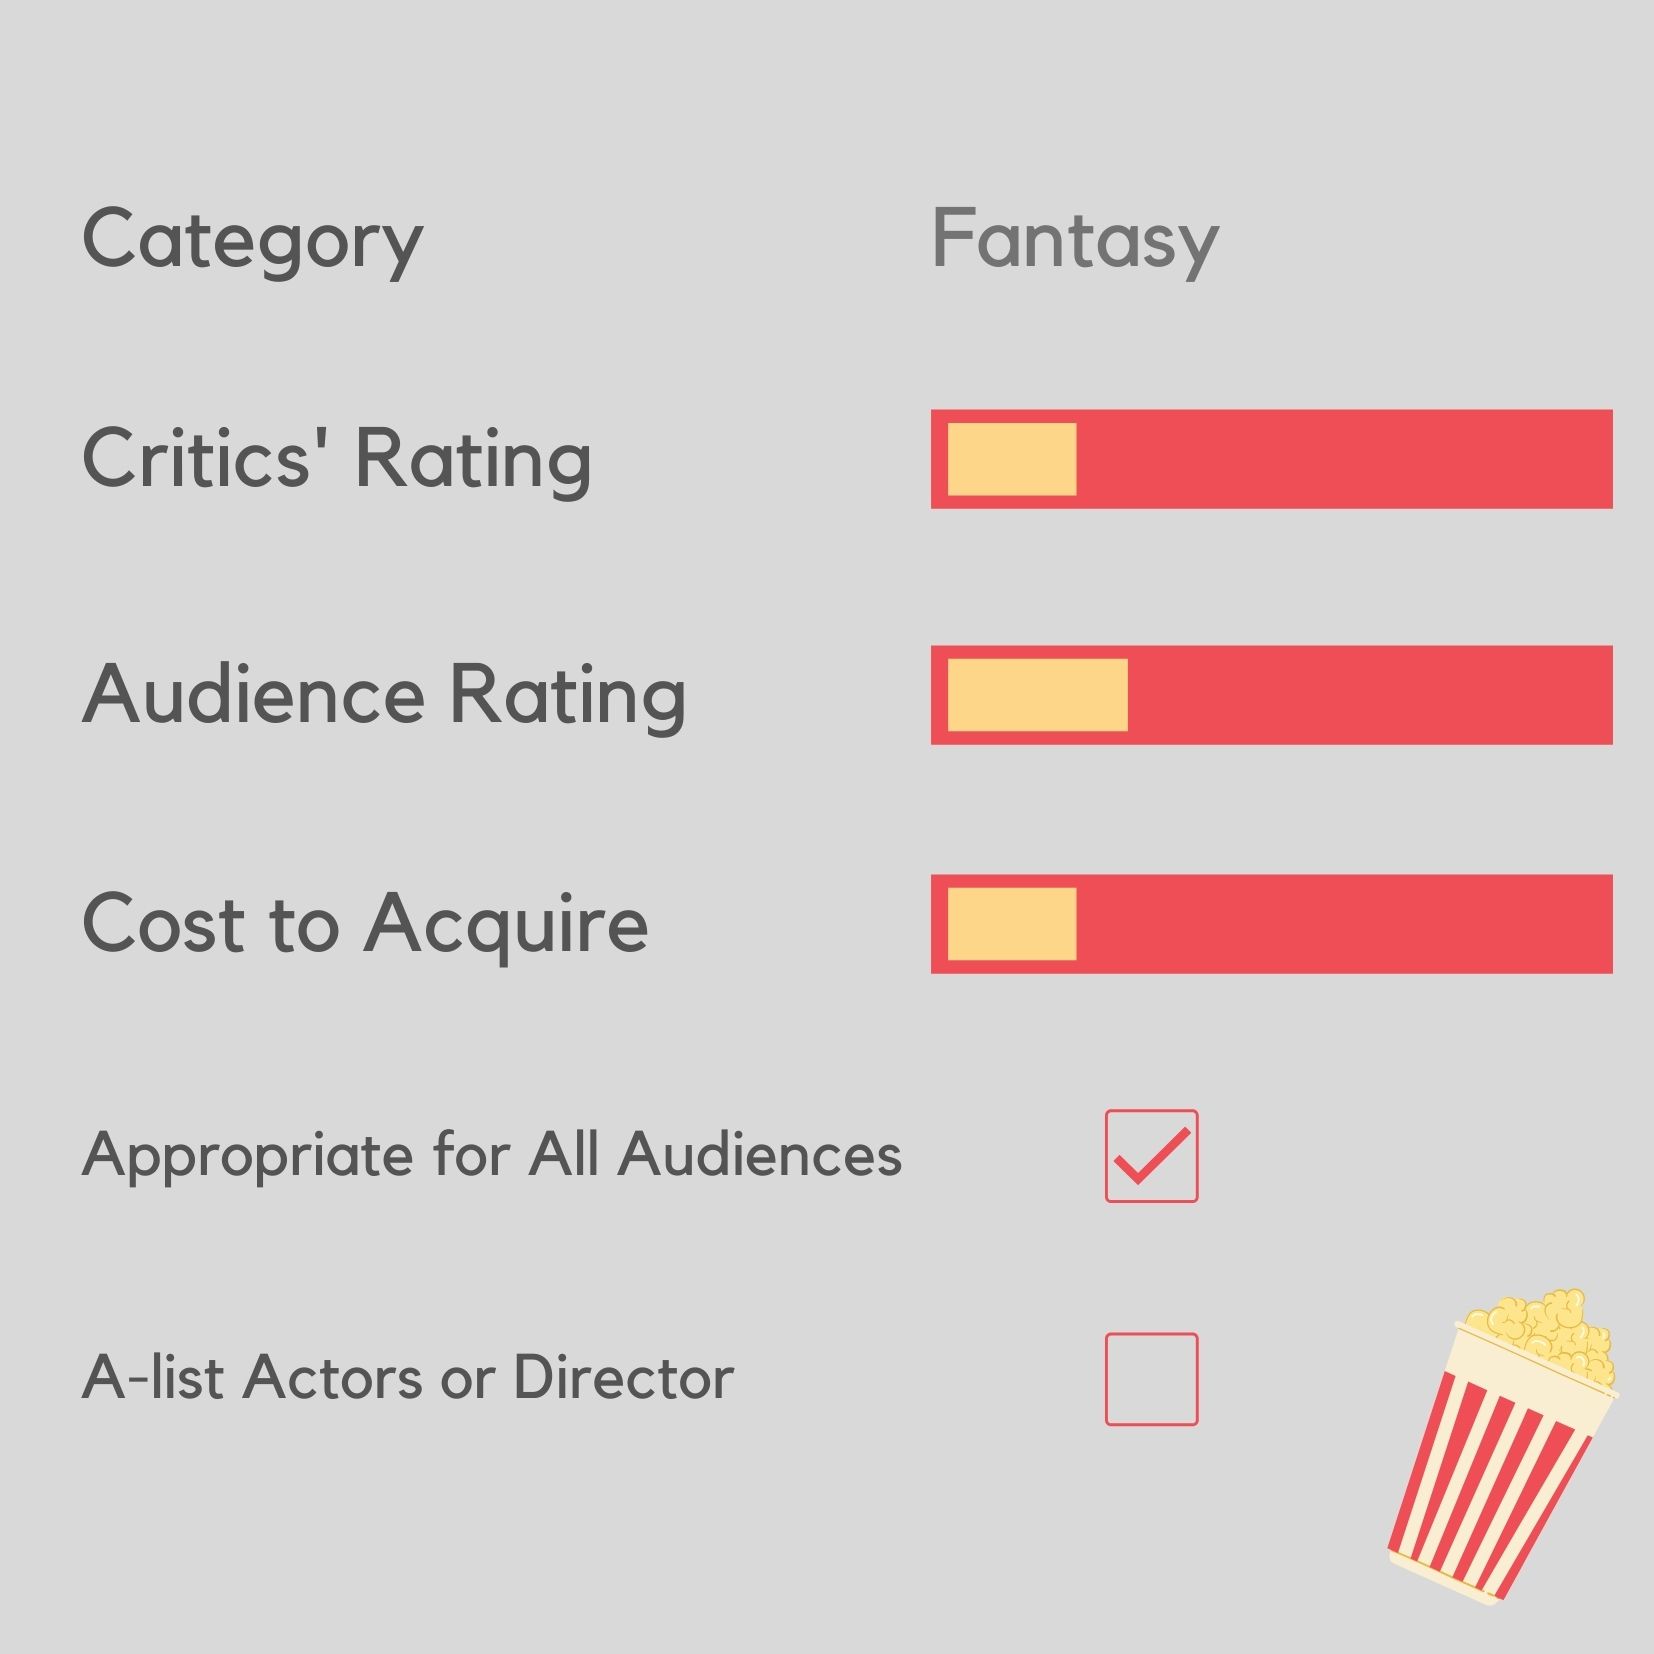 Category Fantasy
Critics' Rating
Audience Rating
Cost to Acquire
Appropriate for All Audiences
A-list Actors or Director